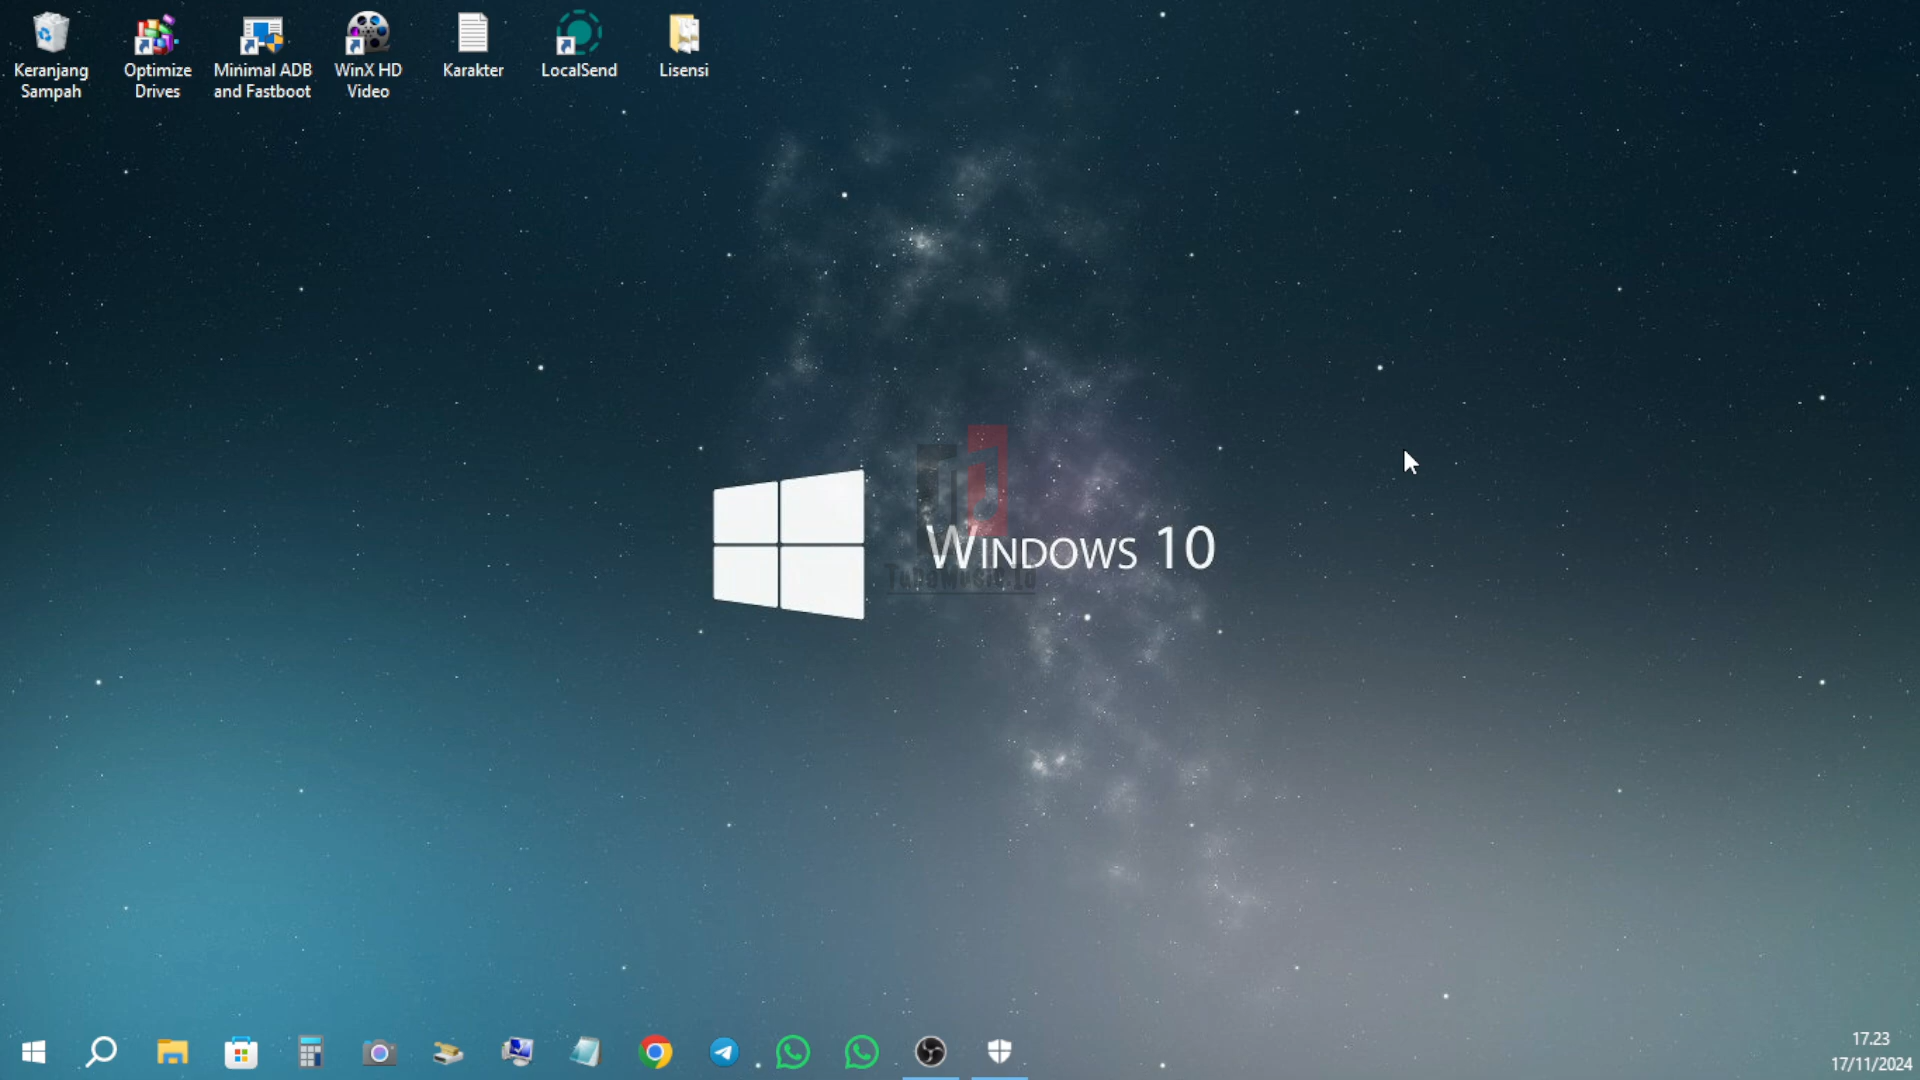 Keranjang Sampah
Optimize Drives
Minimal ADB and Fastboot
WinX HD Video
Karakter
LocalSend
Lisensi
WINDOWS 10
17.23
17/11/2024